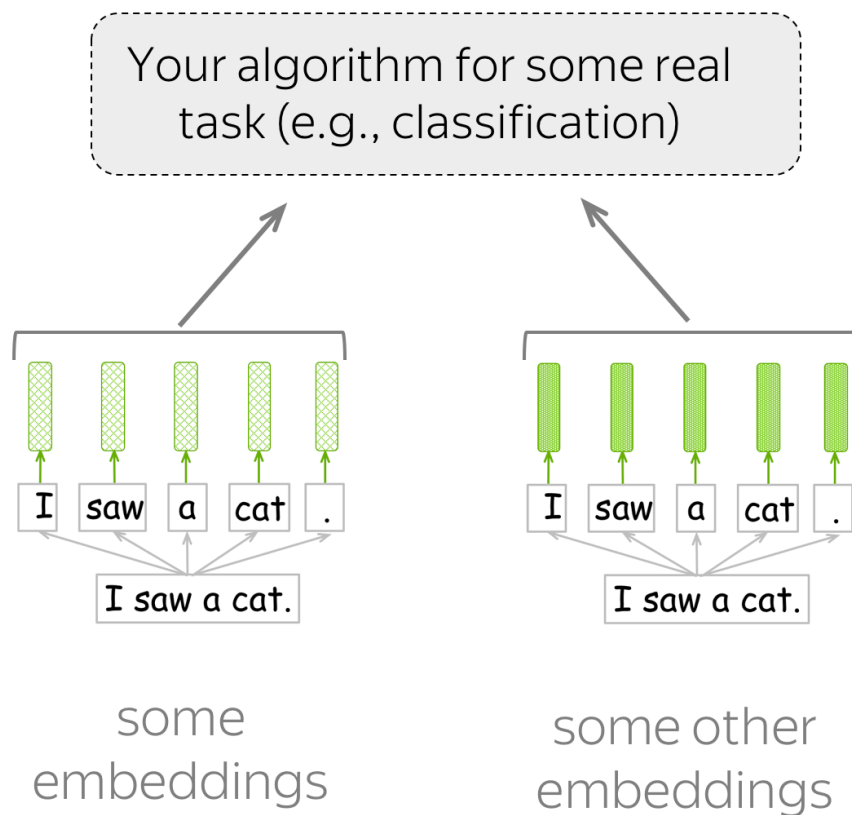 Your algorithm for some real
task (e.g., classification)
I saw a cat .
I saw a cat .
I saw a cat.
I saw a cat.
some
embeddings
some other
embeddings